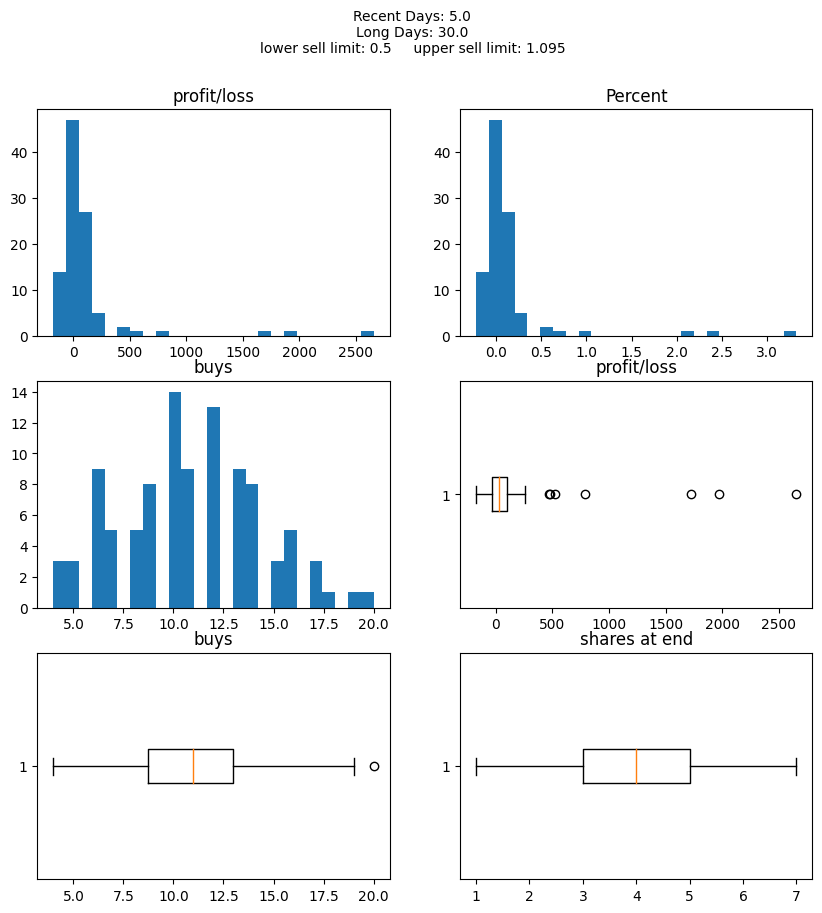 Recent Days: 5.0
Long Days: 30.0
lower sell limit: 0.5     upper sell limit: 1.095
profit/loss
Percent
40
30
20
10
0
0 500 1000 1500 2000 2500
40
30
20
10
0
0.0 0.5 1.0 1.5 2.0 2.5 3.0
buys
profit/loss
14
12
10
8
6
4
2
0
5.0 7.5 10.0 12.5 15.0 17.5 20.0
1
0 500 1000 1500 2000 2500
buys
shares at end
1
5.0 7.5 10.0 12.5 15.0 17.5 20.0
1
1 2 3 4 5 6 7